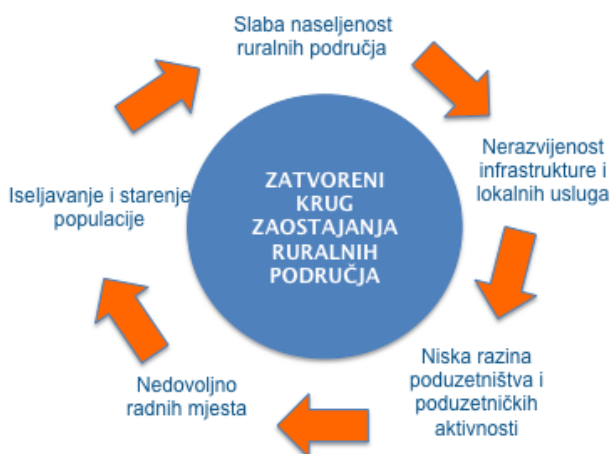 Slaba naseljenost
ruralnih područja
Nerazvijenost
infrastrukture i
lokalnih usluga
Niska razina
poduzetništva i
poduzetničkih
aktivnosti
Nedovoljno
radnih mjesta
Iseljavanje i starenje
populacije
ZATVORENI
KRUG
ZAOSTAJANJA
RURALNIH
PODRUČJA